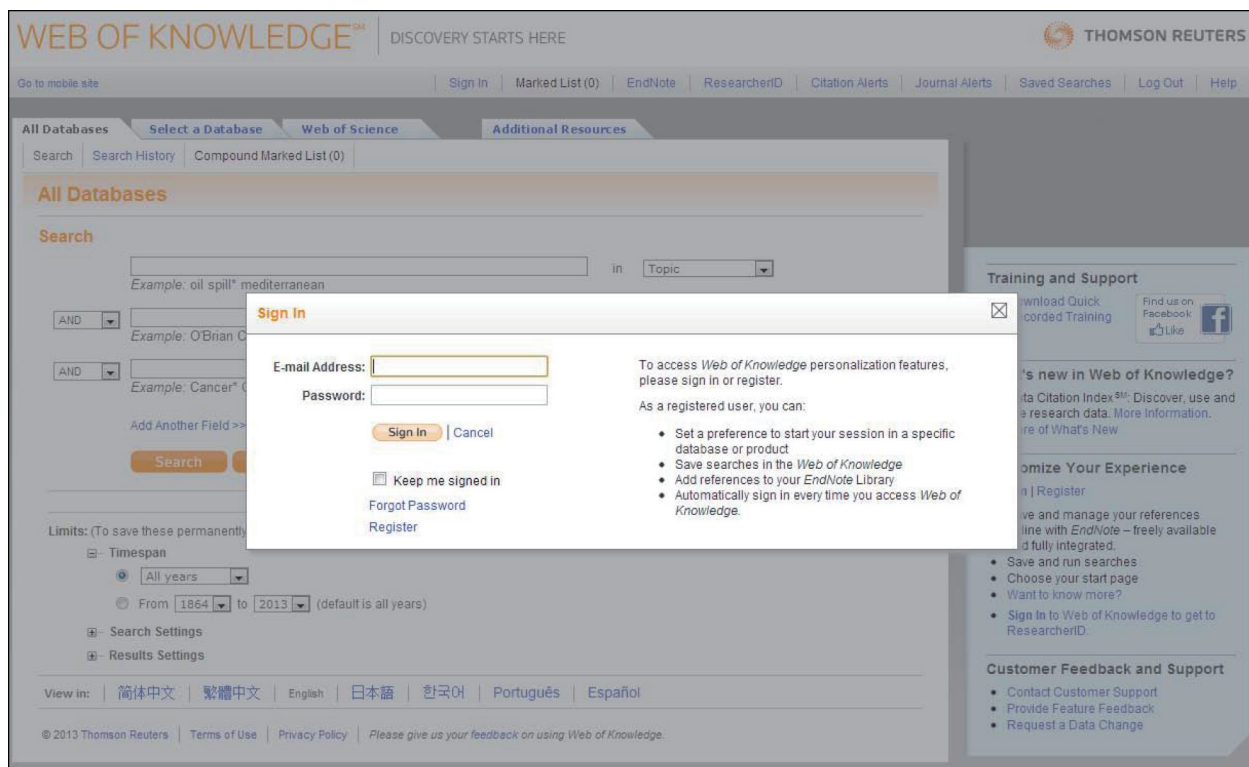 WEB OF KNOWLEDGE℠ | DISCOVERY STARTS HERE
THOMSON REUTERS
Go to mobile site
Sign In | Marked List (0) | EndNote | ResearcherID | Citation Alerts | Journal Alerts | Saved Searches | Log Out | Help
All Databases Select a Database Web of Science Additional Resources
Search | Search History | Compound Marked List (0)
All Databases
Search
in Topic
Example: oil spill* mediterranean
AND
Example: O'Brian C
AND
Example: Cancer*
Add Another Field >>
Search
Limits: (To save these permanently
Timespan
All years
From 1864 to 2013 (default is all years)
Search Settings
Results Settings
View in: | 简体中文 | 繁體中文 | English | 日本語 | 한국어 | Português | Español
© 2013 Thomson Reuters | Terms of Use | Privacy Policy | Please give us your feedback on using Web of Knowledge.
Sign In
E-mail Address:
Password:
Sign In | Cancel
Keep me signed in
Forgot Password
Register
To access Web of Knowledge personalization features,
please sign in or register.
As a registered user, you can:
• Set a preference to start your session in a specific
database or product
• Save searches in the Web of Knowledge
• Add references to your EndNote Library
• Automatically sign in every time you access Web of
Knowledge.
Training and Support
wnload Quick
corded Training
Find us on
Facebook
Like
's new in Web of Knowledge?
ta Citation Index℠: Discover, use and
e research data. More Information.
re of What's New
omize Your Experience
n | Register
ve and manage your references
line with EndNote – freely available
d fully integrated.
• Save and run searches
• Choose your start page
• Want to know more?
• Sign In to Web of Knowledge to get to
ResearcherID.
Customer Feedback and Support
• Contact Customer Support
• Provide Feature Feedback
• Request a Data Change